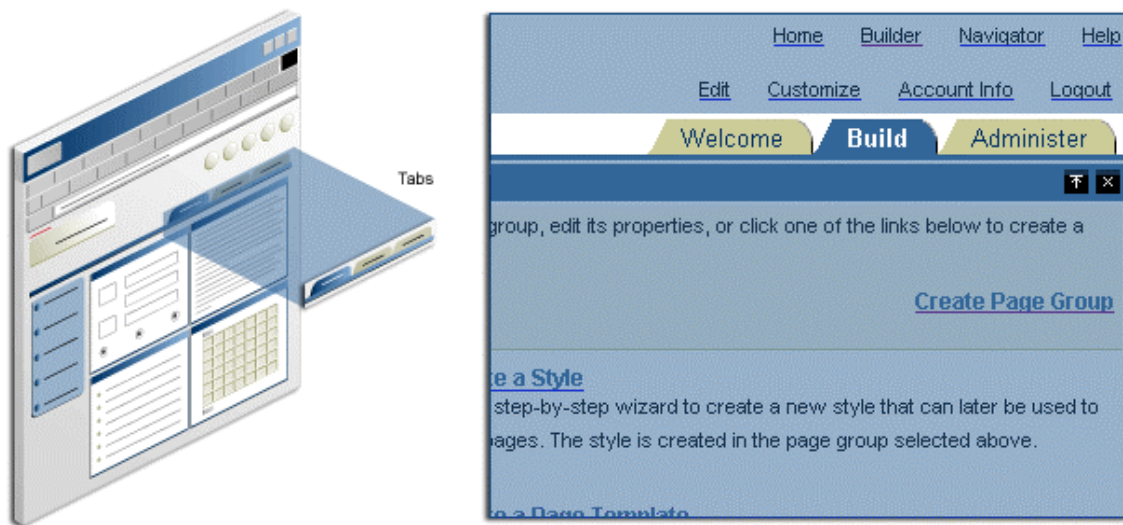 Tabs
Home Builder Navigator Help
Edit Customize Account Info Logout
Welcome Build Administer
group, edit its properties, or click one of the links below to create a
Create Page Group
te a Style
step-by-step wizard to create a new style that can later be used to
pages. The style is created in the page group selected above.
a Page Template